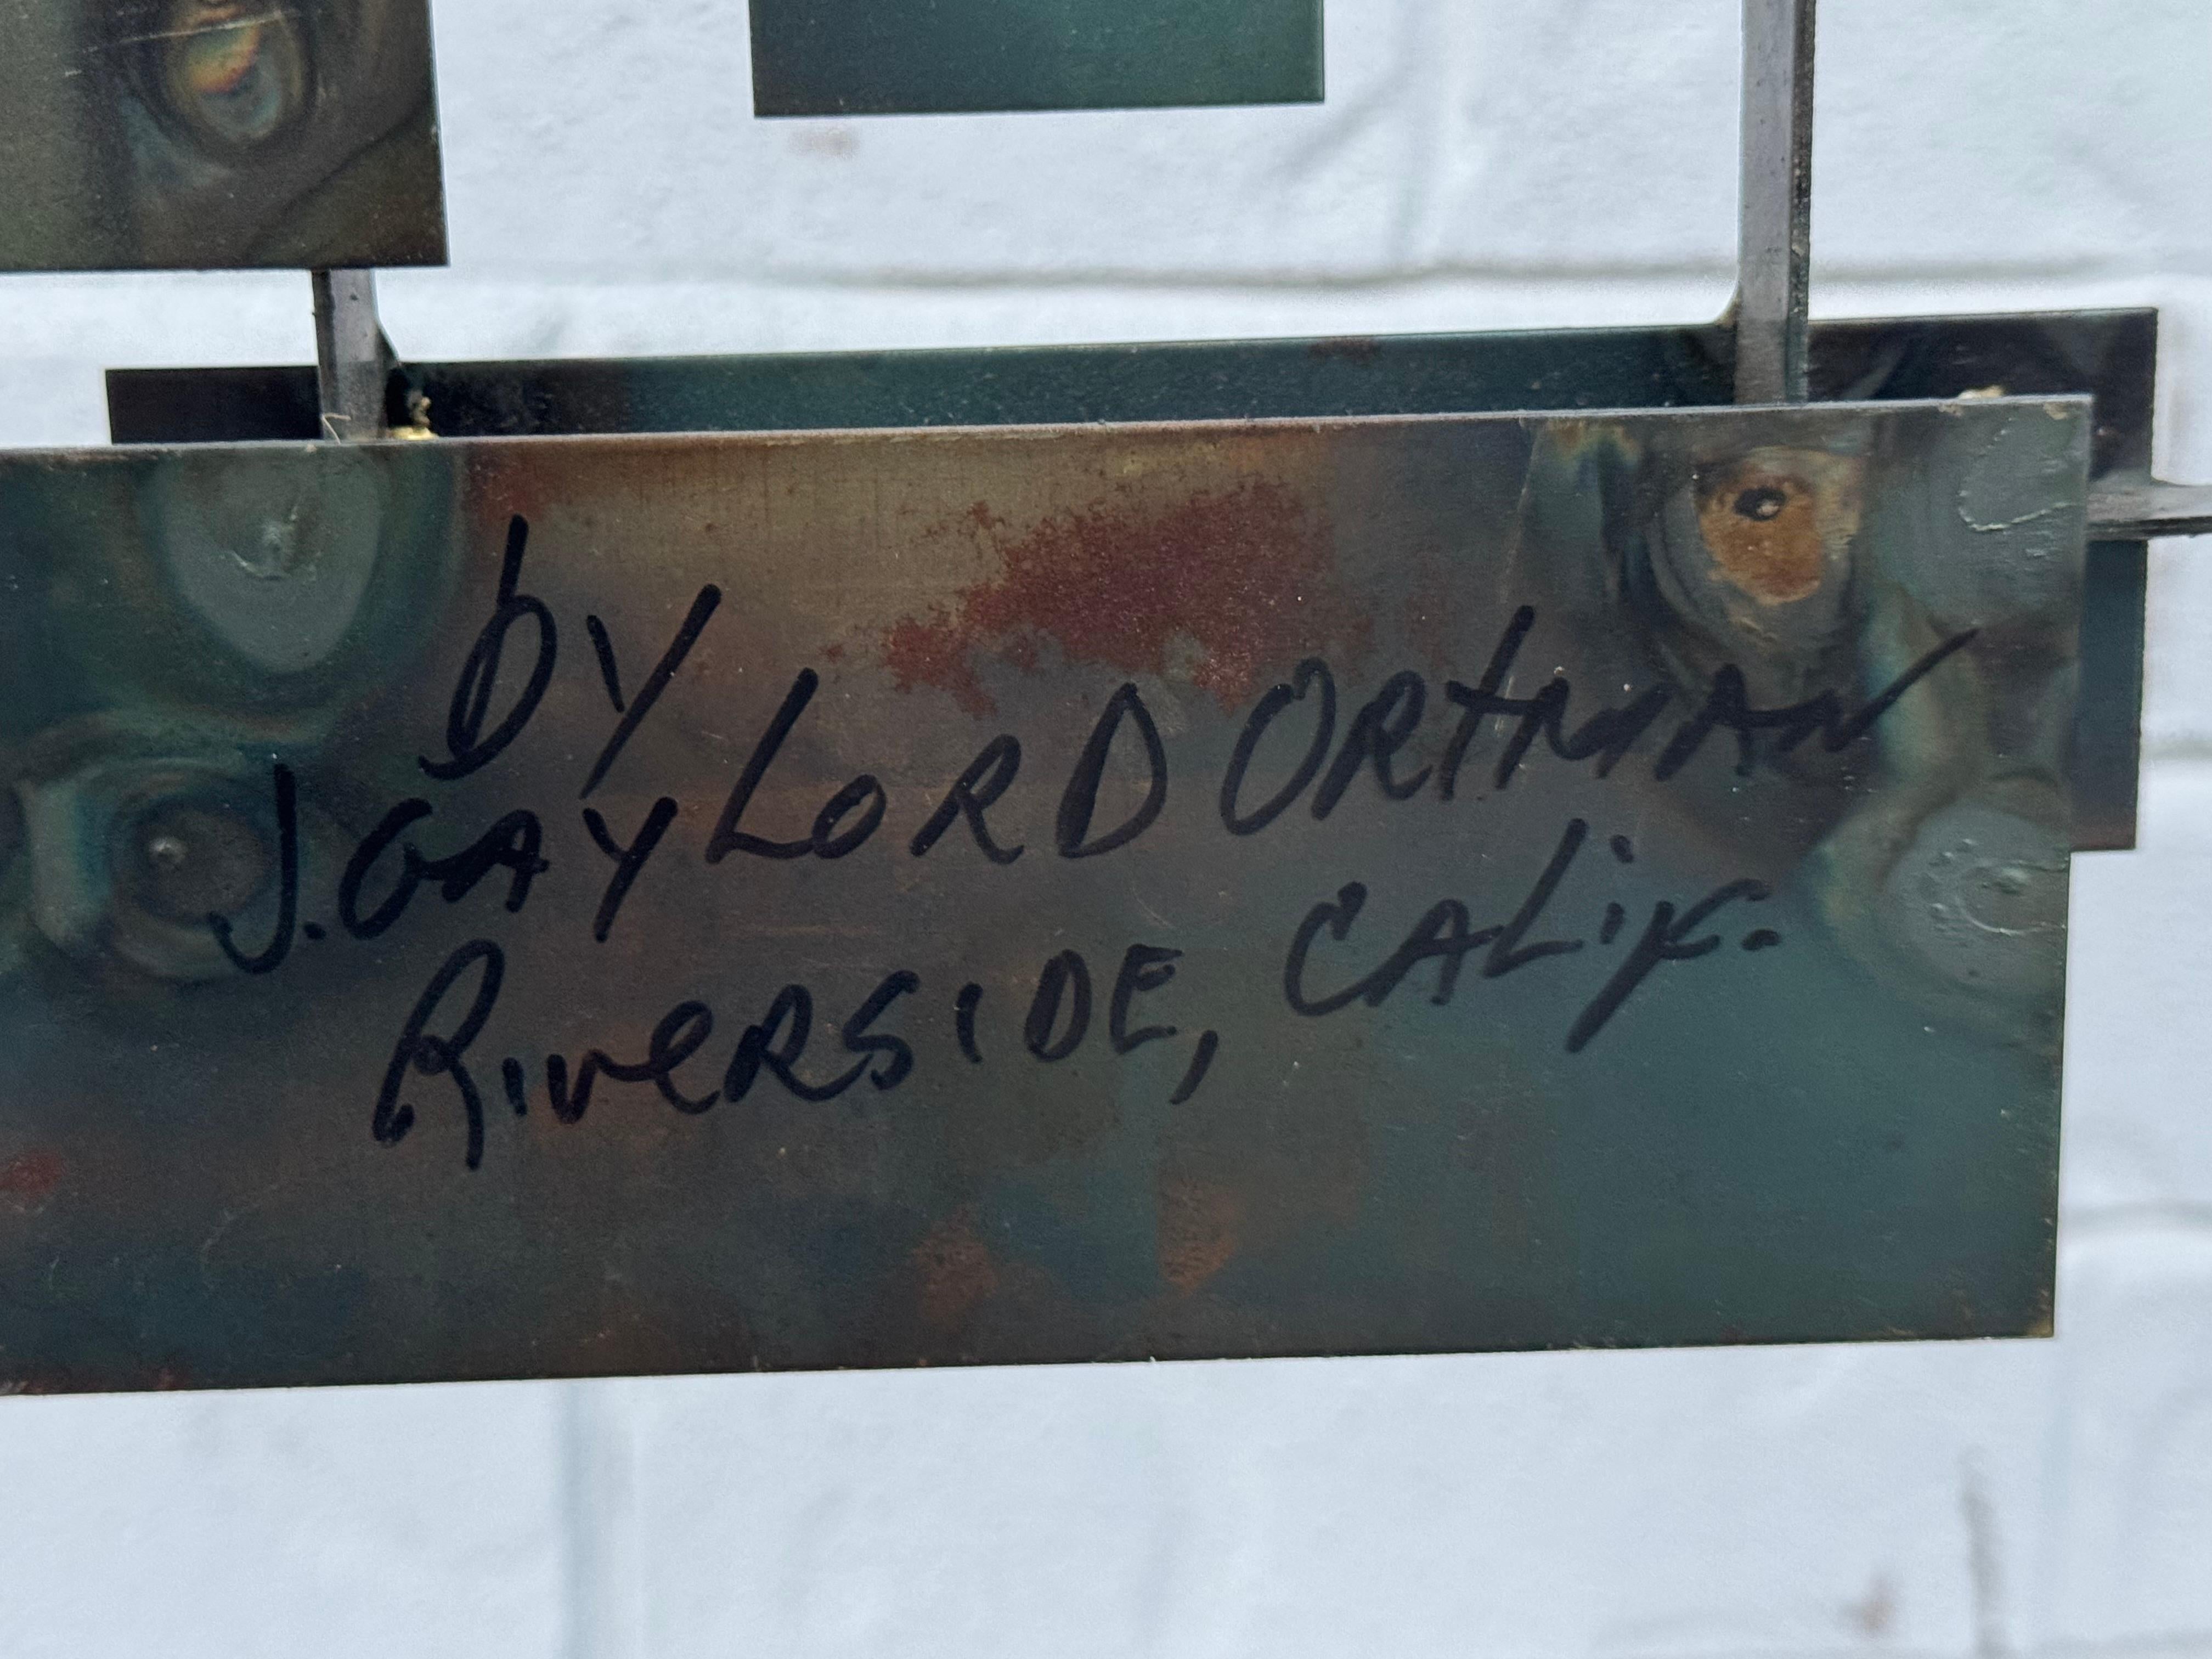 by
J. GAYLORD ORTMAN
RiveRSIDE, CALif.